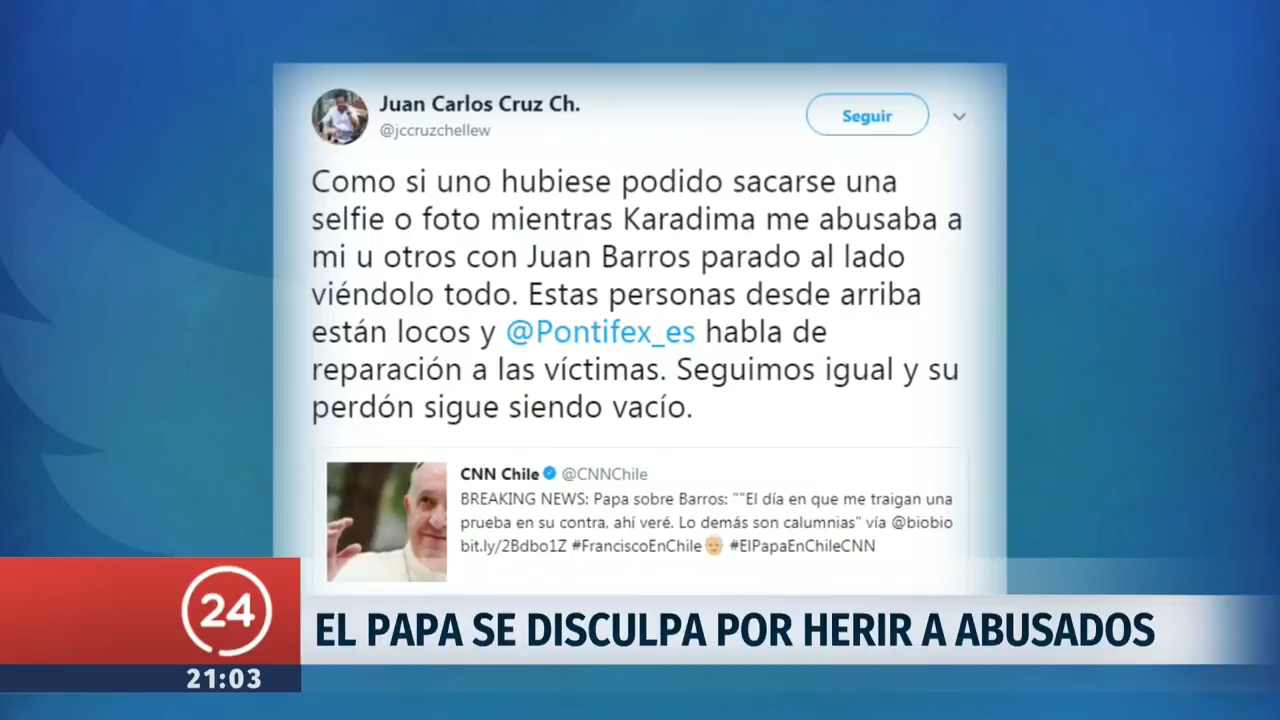 Juan Carlos Cruz Ch.
@jccruzchellew
Seguir
Como si uno hubiese podido sacarse una
selfie o foto mientras Karadima me abusaba a
mi u otros con Juan Barros parado al lado
viéndolo todo. Estas personas desde arriba
están locos y @Pontifex_es habla de
reparación a las víctimas. Seguimos igual y su
perdón sigue siendo vacío.
CNN Chile @CNNChile
BREAKING NEWS: Papa sobre Barros: ""El día en que me traigan una
prueba en su contra, ahí veré. Lo demás son calumnias" vía @biobio
bit.ly/2Bdbo1Z #FranciscoEnChile👴🏼 #ElPapaEnChileCNN
24
EL PAPA SE DISCULPA POR HERIR A ABUSADOS
21:03